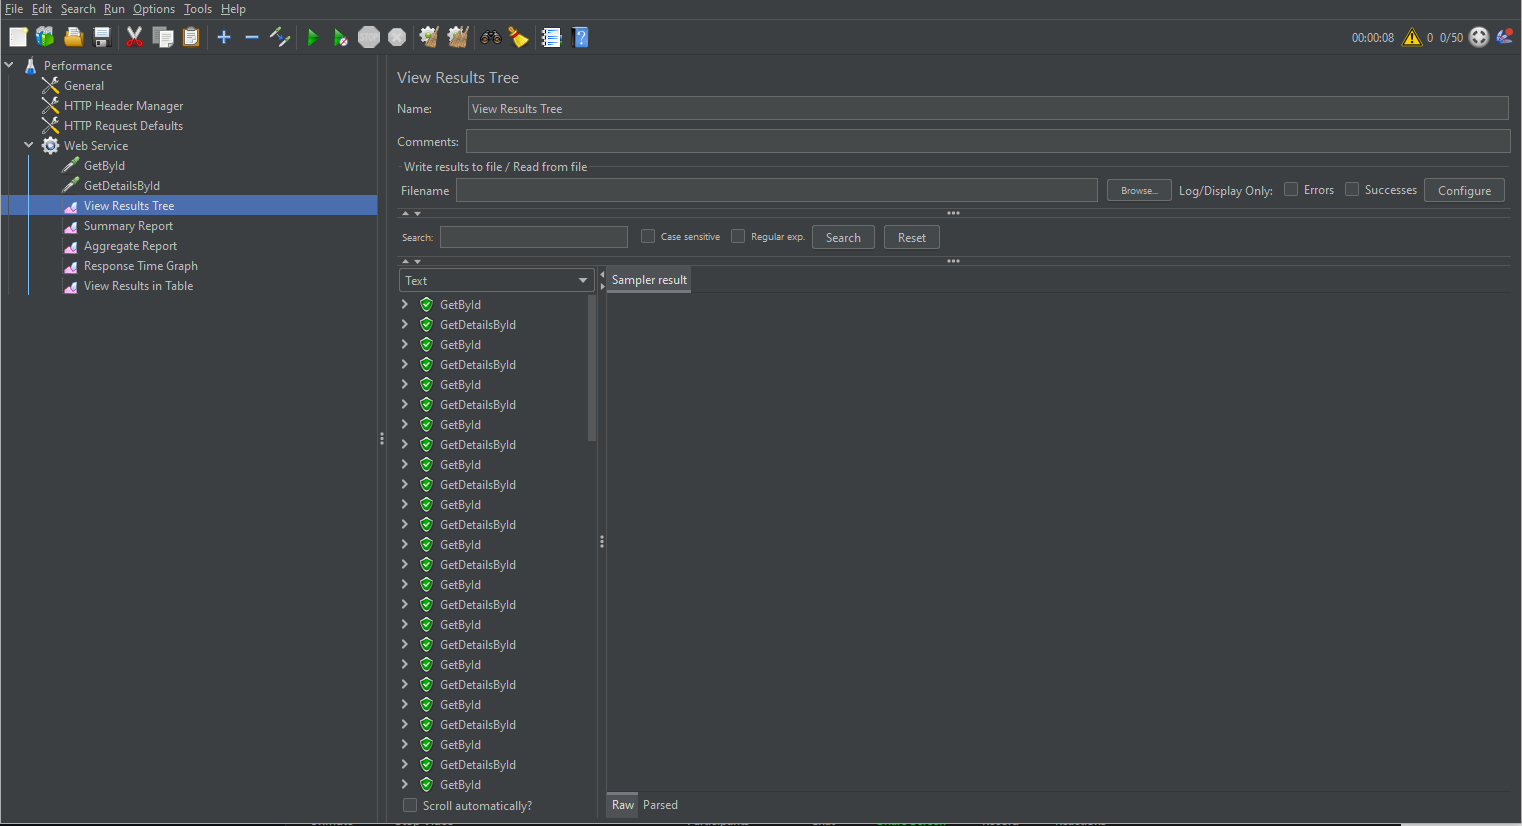 File Edit Search Run Options Tools Help
STOP
00:00:08 0 0/50
Performance
General
HTTP Header Manager
HTTP Request Defaults
Web Service
GetById
GetDetailsById
View Results Tree
Summary Report
Aggregate Report
Response Time Graph
View Results in Table
View Results Tree
Name: View Results Tree
Comments:
Write results to file / Read from file
Filename Browse... Log/Display Only: Errors Successes Configure
Search: Case sensitive Regular exp. Search Reset
Text
Sampler result
GetById
GetDetailsById
GetById
GetDetailsById
GetById
GetDetailsById
GetById
GetDetailsById
GetById
GetDetailsById
GetById
GetDetailsById
GetById
GetDetailsById
GetById
GetDetailsById
GetById
GetDetailsById
GetById
GetDetailsById
GetById
GetDetailsById
GetById
GetDetailsById
GetById
Scroll automatically?
Raw Parsed